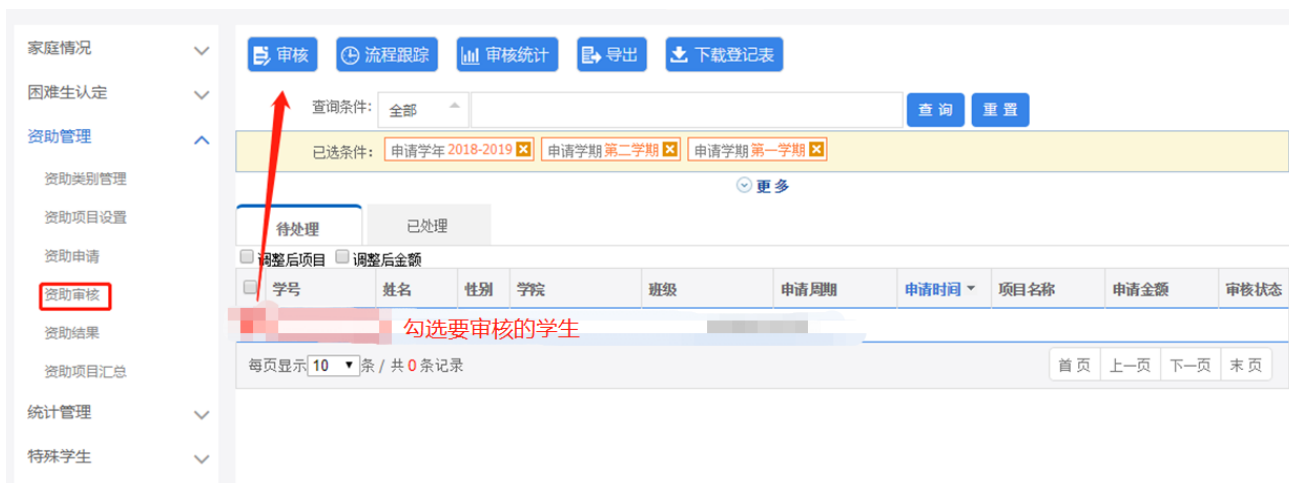 家庭情况
困难生认定
资助管理
资助类别管理
资助项目设置
资助申请
资助审核
资助结果
资助项目汇总
统计管理
特殊学生
审核 流程跟踪 审核统计 导出 下载登记表
查询条件: 全部 查 询 重 置
已选条件: 申请学年 2018-2019 申请学期 第二学期 申请学期 第一学期
更多
待处理 已处理
调整后项目 调整后金额
学号 姓名 性别 学院 班级 申请周期 申请时间 项目名称 申请金额 审核状态
勾选要审核的学生
每页显示 10 条 / 共 0 条记录 首 页 上一页 下一页 末 页